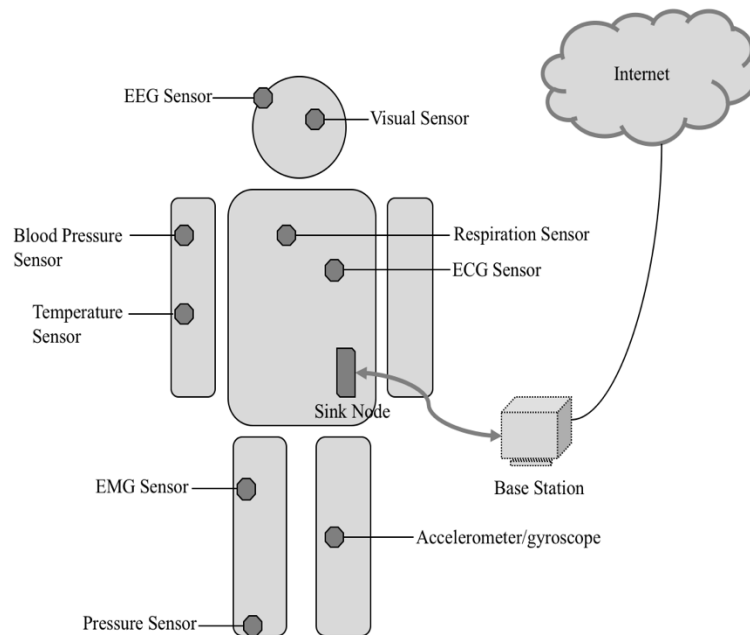 Internet
EEG Sensor
Visual Sensor
Blood Pressure
Sensor
Respiration Sensor
ECG Sensor
Temperature
Sensor
Sink Node
EMG Sensor
Base Station
Accelerometer/gyroscope
Pressure Sensor